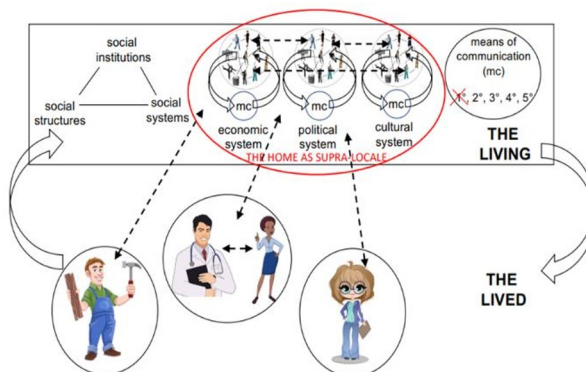 social
institutions
social
structures
social
systems
mc
mc
mc
economic
system
political
system
cultural
system
THE HOME AS SUPRA-LOCALE
means of
communication
(mc)
1°, 2°, 3°, 4°, 5°
THE
LIVING
THE
LIVED